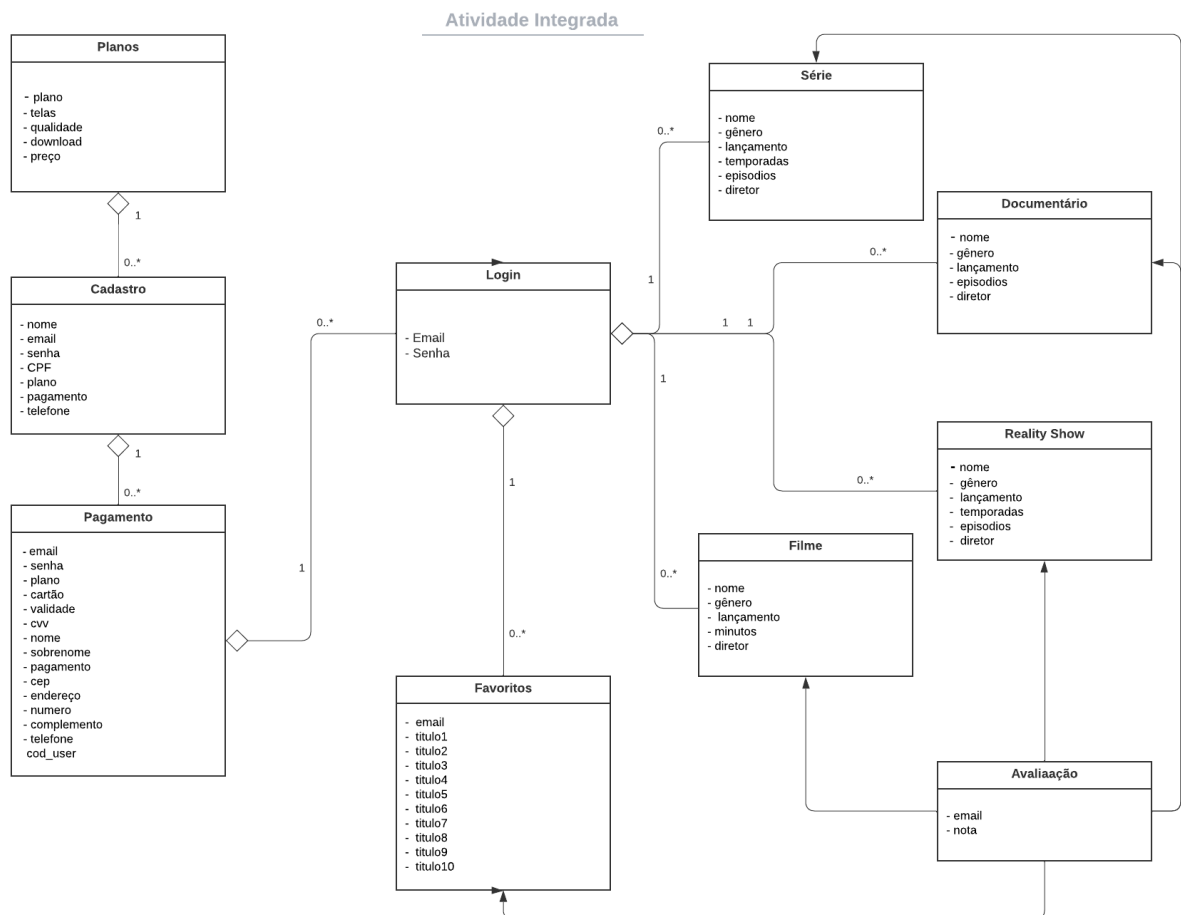 Atividade Integrada
Planos
- plano
- telas
- qualidade
- download
- preço
1
0..*
Cadastro
- nome
- email
- senha
- CPF
- plano
- pagamento
- telefone
1
0..*
Pagamento
- email
- senha
- plano
- cartão
- validade
- cvv
- nome
- sobrenome
- pagamento
- cep
- endereço
- numero
- complemento
- telefone
cod_user
1
0..*
Login
- Email
- Senha
1
0..*
Favoritos
- email
- titulo1
- titulo2
- titulo3
- titulo4
- titulo5
- titulo6
- titulo7
- titulo8
- titulo9
- titulo10
Série
- nome
- gênero
- lançamento
- temporadas
- episodios
- diretor
0..*
1
1 1
0..*
Documentário
- nome
- gênero
- lançamento
- episodios
- diretor
0..*
Reality Show
- nome
- gênero
- lançamento
- temporadas
- episodios
- diretor
1
0..*
Filme
- nome
- gênero
- lançamento
- minutos
- diretor
Avaliaação
- email
- nota